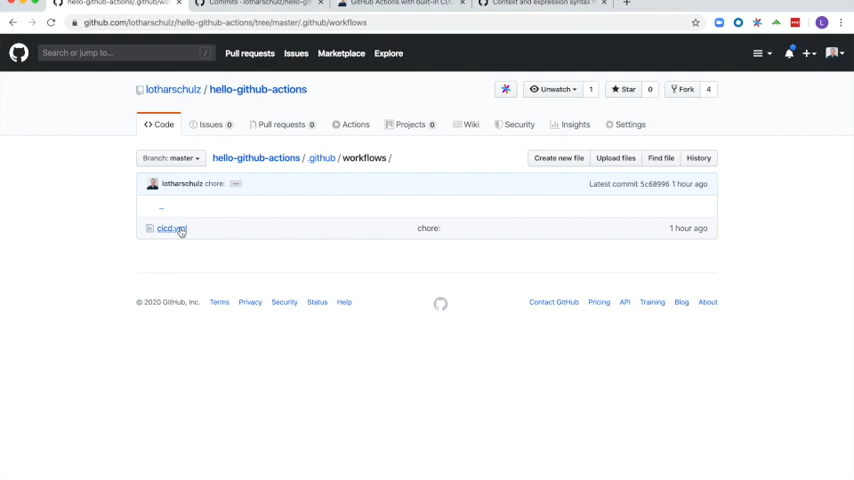 hello-github-actions/.github/wo
Commits · lotharschulz/hello-gi
GitHub Actions with built-in CI/C
Context and expression syntax f
github.com/lotharschulz/hello-github-actions/tree/master/.github/workflows
L
Search or jump to...
/
Pull requests
Issues
Marketplace
Explore
lotharschulz / hello-github-actions
Unwatch
1
Star
0
Fork
4
Code
Issues 0
Pull requests 0
Actions
Projects 0
Wiki
Security
Insights
Settings
Branch: master
hello-github-actions / .github / workflows /
Create new file
Upload files
Find file
History
lotharschulz chore: ...
Latest commit 5c68996 1 hour ago
..
cicd.yml
chore:
1 hour ago
© 2020 GitHub, Inc.
Terms
Privacy
Security
Status
Help
Contact GitHub
Pricing
API
Training
Blog
About